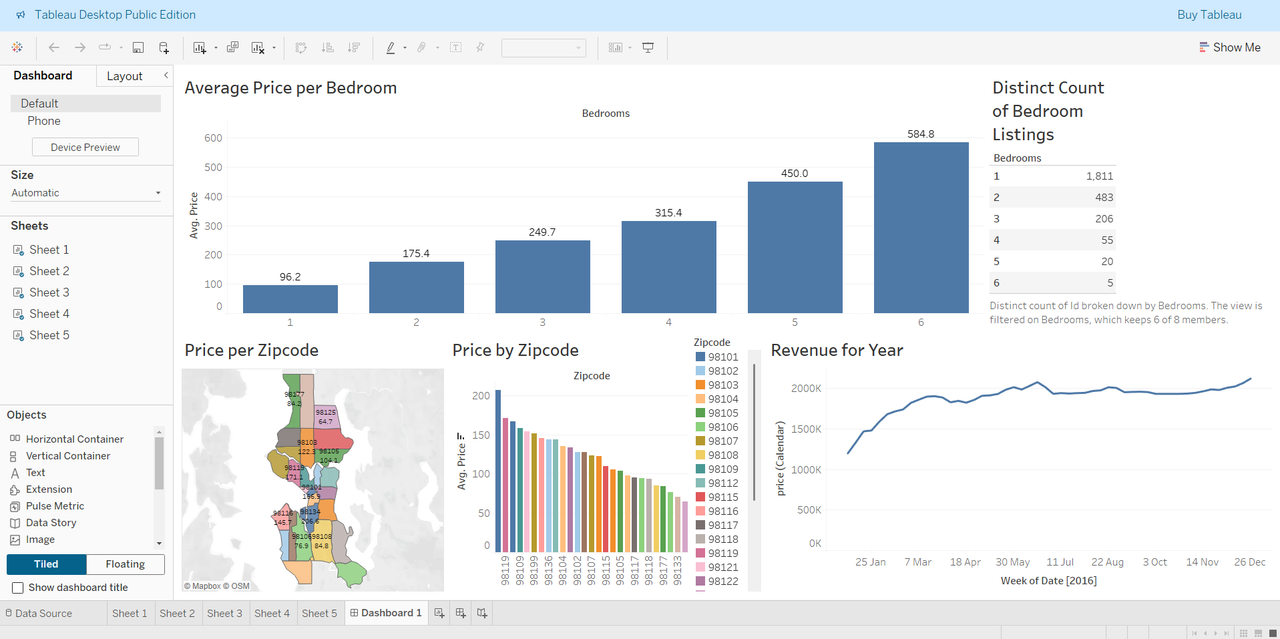 Tableau Desktop Public Edition
Buy Tableau
Show Me
Dashboard
Layout
Default
Phone
Device Preview
Size
Automatic
Sheets
Sheet 1
Sheet 2
Sheet 3
Sheet 4
Sheet 5
Objects
Horizontal Container
Vertical Container
Text
Extension
Pulse Metric
Data Story
Image
Tiled
Floating
Show dashboard title
Average Price per Bedroom
Bedrooms
Avg. Price
600
500
400
300
200
100
0
96.2
175.4
249.7
315.4
450.0
584.8
1
2
3
4
5
6
Distinct Count
of Bedroom
Listings
Bedrooms
1 1,811
2 483
3 206
4 55
5 20
6 5
Distinct count of Id broken down by Bedrooms. The view is
filtered on Bedrooms, which keeps 6 of 8 members.
Price per Zipcode
98177
84.2
98125
64.7
98103
122.3
98105
104.1
98119
171.1
98101
98116
145.7
98134
206.6
98106
76.9
98108
84.8
© Mapbox © OSM
Price by Zipcode
Zipcode
Avg. Price
200
150
100
50
0
98119
98109
98199
98136
98104
98102
98107
98115
98105
98117
98118
98177
98133
Zipcode
98101
98102
98103
98104
98105
98106
98107
98108
98109
98112
98115
98116
98117
98118
98119
98121
98122
Revenue for Year
price (Calendar)
2000K
1500K
1000K
500K
0K
25 Jan
7 Mar
18 Apr
30 May
11 Jul
22 Aug
3 Oct
14 Nov
26 Dec
Week of Date [2016]
Data Source
Sheet 1
Sheet 2
Sheet 3
Sheet 4
Sheet 5
Dashboard 1